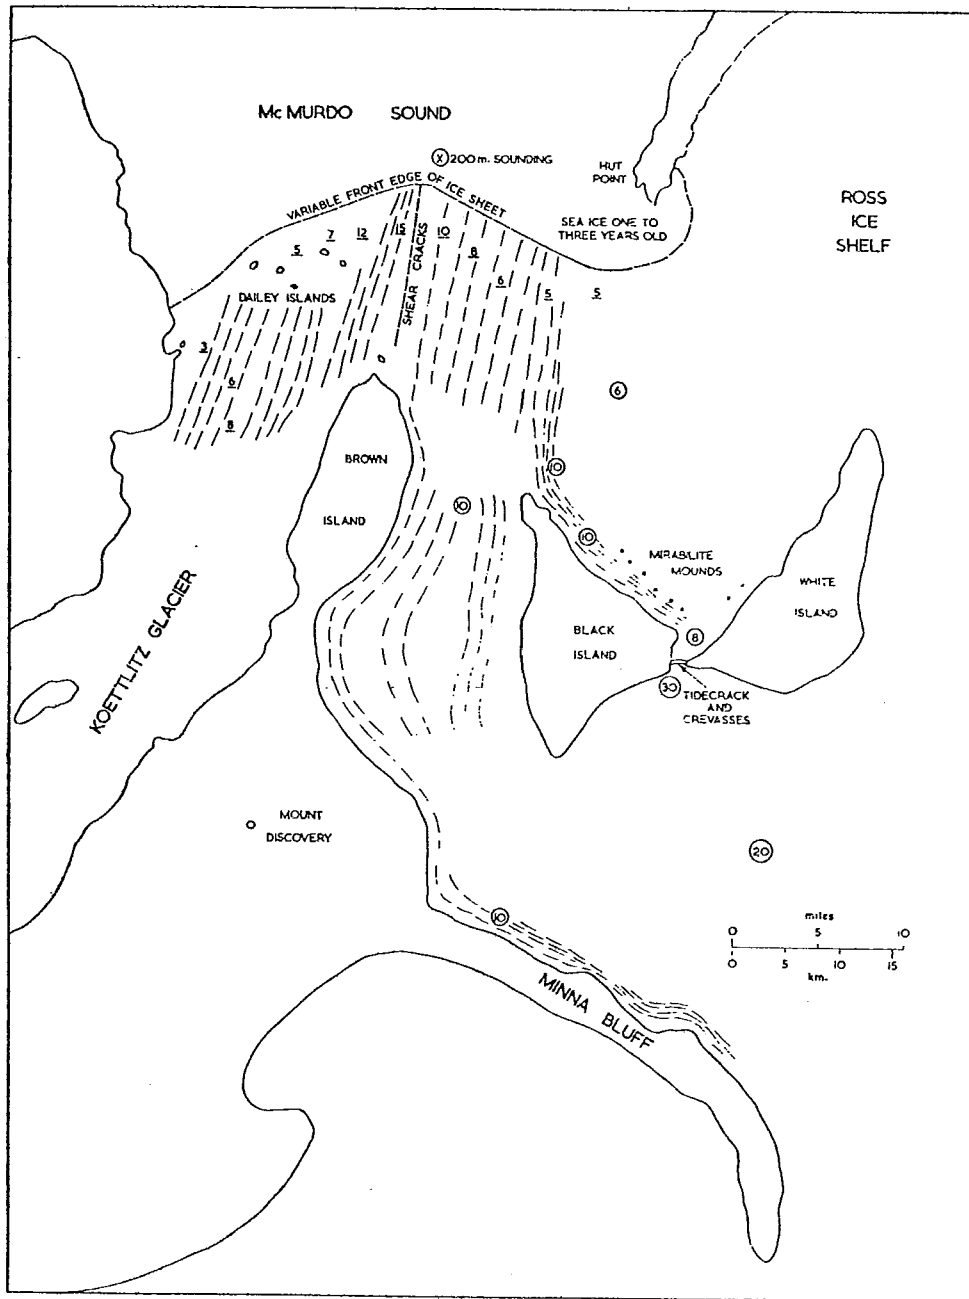 Mc MURDO SOUND
X 200 m. SOUNDING
HUT
POINT
VARIABLE FRONT EDGE OF ICE SHEET
ROSS
ICE
SHELF
SEA ICE ONE TO
THREE YEARS OLD
5
7
12
15
10
8
6
5
5
SHEAR CRACKS
DAILEY ISLANDS
3
6
8
6
BROWN
ISLAND
10
10
10
MIRABILITE
MOUNDS
WHITE
ISLAND
KOETTLITZ GLACIER
BLACK
ISLAND
8
30
TIDECRACK
AND
CREVASSES
MOUNT
DISCOVERY
20
10
miles
0 5 10
0 5 10 15
km.
MINNA BLUFF